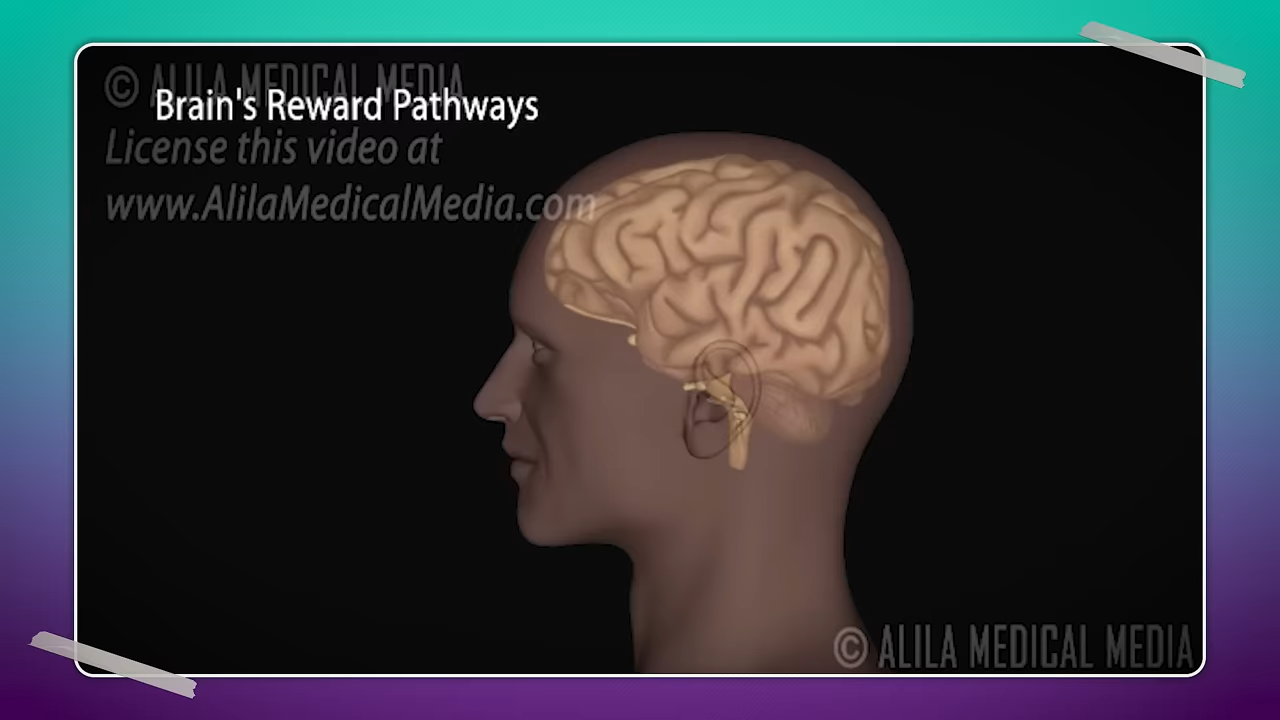 © ALILA MEDICAL MEDIA
Brain's Reward Pathways
License this video at
www.AlilaMedicalMedia.com
© ALILA MEDICAL MEDIA